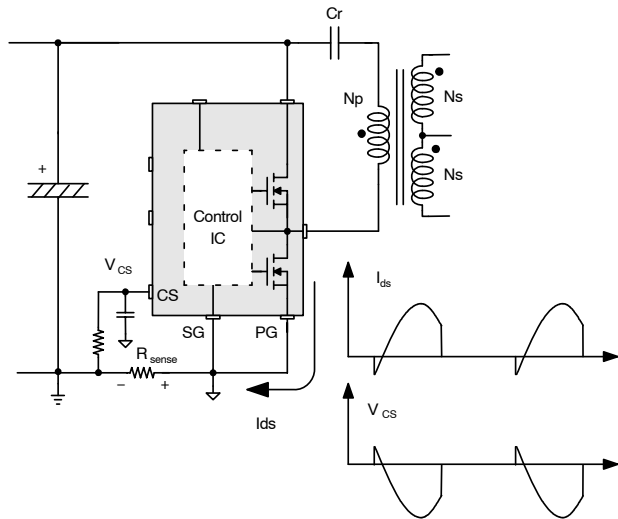 Cr
Np
Ns
Ns
+
Control
IC
V CS
CS
SG
PG
R sense
− +
Ids
I ds
V CS